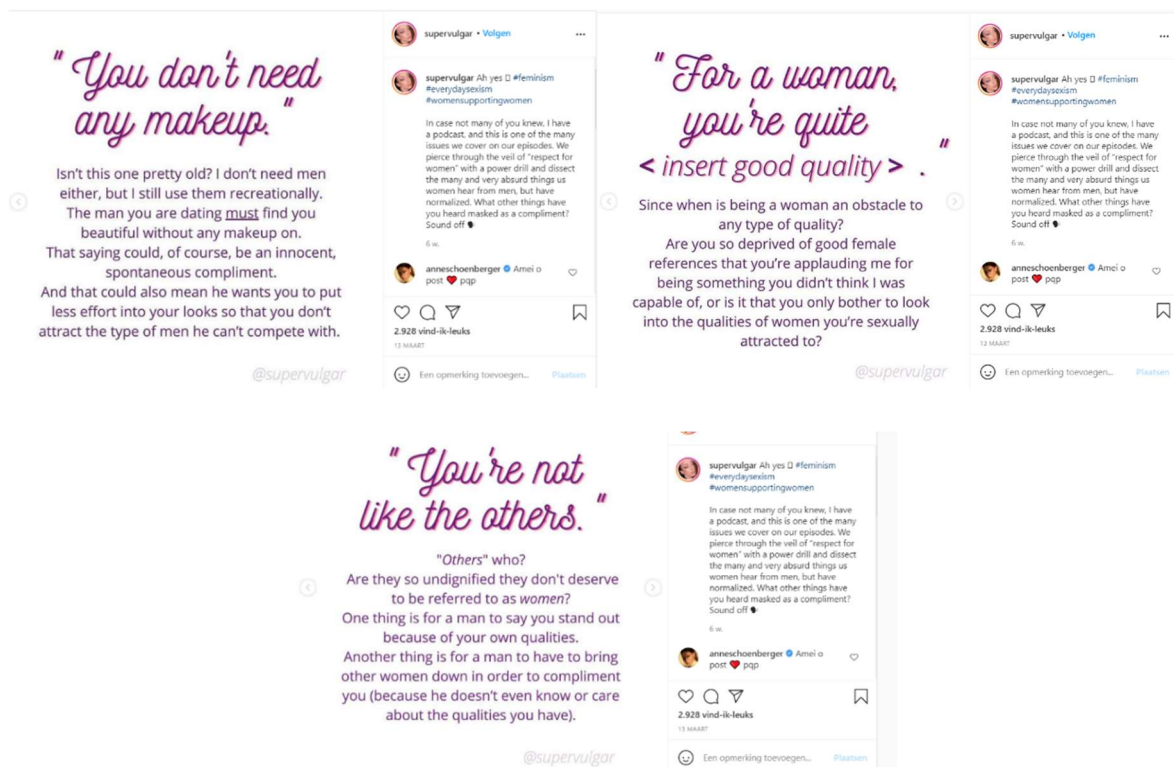 " You don't need
any makeup. "
Isn't this one pretty old? I don't need men
either, but I still use them recreationally.
The man you are dating must find you
beautiful without any makeup on.
That saying could, of course, be an innocent,
spontaneous compliment.
And that could also mean he wants you to put
less effort into your looks so that you don't
attract the type of men he can't compete with.
@supervulgar
supervulgar • Volgen
supervulgar Ah yes #feminism
#everydaysexism
#womensupportingwomen
In case not many of you knew, I have
a podcast, and this is one of the many
issues we cover on our episodes. We
pierce through the veil of "respect for
women" with a power drill and dissect
the many and very absurd things us
women hear from men, but have
normalized. What other things have
you heard masked as a compliment?
Sound off
6 w.
anneschoenberger Amei o
post ❤ pqp
2.928 vind-ik-leuks
13 MAART
Een opmerking toevoegen... Plaatsen
" For a woman,
you're quite
< insert good quality > . "
Since when is being a woman an obstacle to
any type of quality?
Are you so deprived of good female
references that you're applauding me for
being something you didn't think I was
capable of, or is it that you only bother to look
into the qualities of women you're sexually
attracted to?
@supervulgar
supervulgar • Volgen
supervulgar Ah yes #feminism
#everydaysexism
#womensupportingwomen
In case not many of you knew, I have
a podcast, and this is one of the many
issues we cover on our episodes. We
pierce through the veil of "respect for
women" with a power drill and dissect
the many and very absurd things us
women hear from men, but have
normalized. What other things have
you heard masked as a compliment?
Sound off
6 w.
anneschoenberger Amei o
post ❤ pqp
2.928 vind-ik-leuks
13 MAART
Een opmerking toevoegen... Plaatsen
" You're not
like the others. "
"Others" who?
Are they so undignified they don't deserve
to be referred to as women?
One thing is for a man to say you stand out
because of your own qualities.
Another thing is for a man to have to bring
other women down in order to compliment
you (because he doesn't even know or care
about the qualities you have).
@supervulgar
supervulgar Ah yes #feminism
#everydaysexism
#womensupportingwomen
In case not many of you knew, I have
a podcast, and this is one of the many
issues we cover on our episodes. We
pierce through the veil of "respect for
women" with a power drill and dissect
the many and very absurd things us
women hear from men, but have
normalized. What other things have
you heard masked as a compliment?
Sound off
6 w.
anneschoenberger Amei o
post ❤ pqp
2.928 vind-ik-leuks
13 MAART
Een opmerking toevoegen... Plaatsen